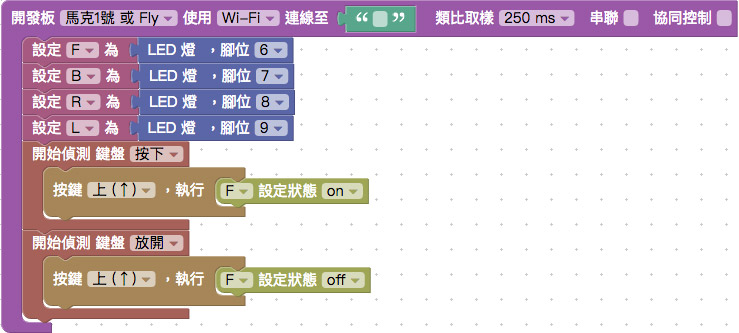 開發板 馬克1號 或 Fly 使用 Wi-Fi 連線至 “ ” 類比取樣 250 ms 串聯 協同控制
設定 F 為 LED 燈 ，腳位 6
設定 B 為 LED 燈 ，腳位 7
設定 R 為 LED 燈 ，腳位 8
設定 L 為 LED 燈 ，腳位 9
開始偵測 鍵盤 按下
按鍵 上 (↑) ，執行 F 設定狀態 on
開始偵測 鍵盤 放開
按鍵 上 (↑) ，執行 F 設定狀態 off